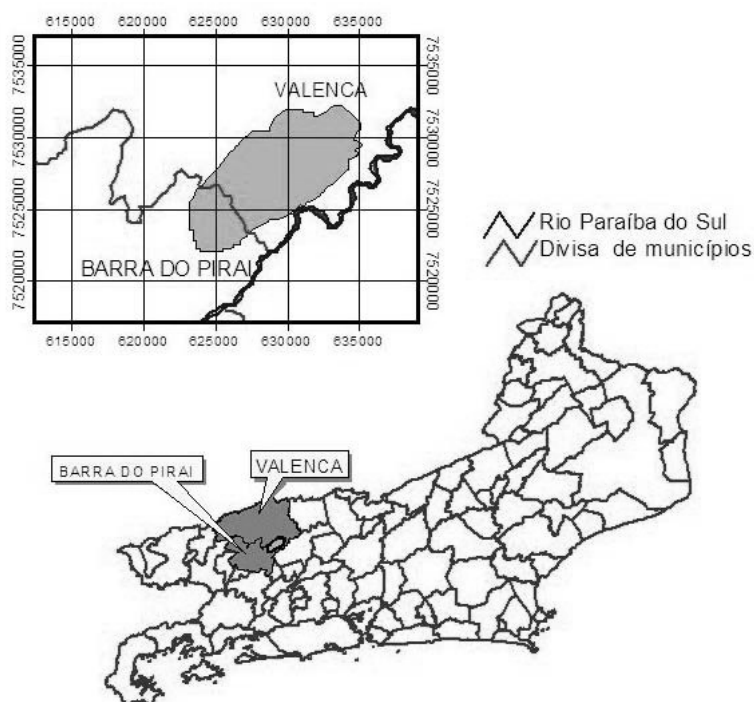 615000 620000 625000 630000 635000
7535000 7535000
VALENCA
7530000 7530000
7525000 7525000
BARRA DO PIRAI
7520000 7520000
615000 620000 625000 630000 635000
Rio Paraíba do Sul
Divisa de municípios
BARRA DO PIRAI
VALENCA